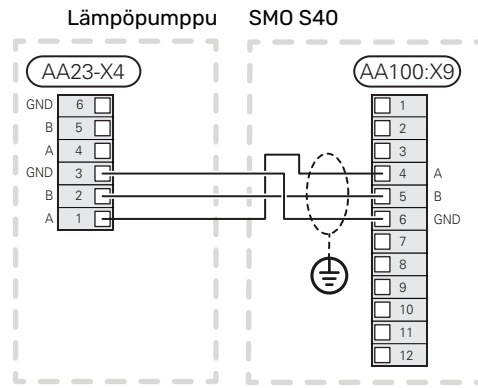 Lämpöpumppu SMO S40
AA23-X4
GND 6
B 5
A 4
GND 3
B 2
A 1
AA100:X9
1
2
3
4 A
5 B
6 GND
7
8
9
10
11
12